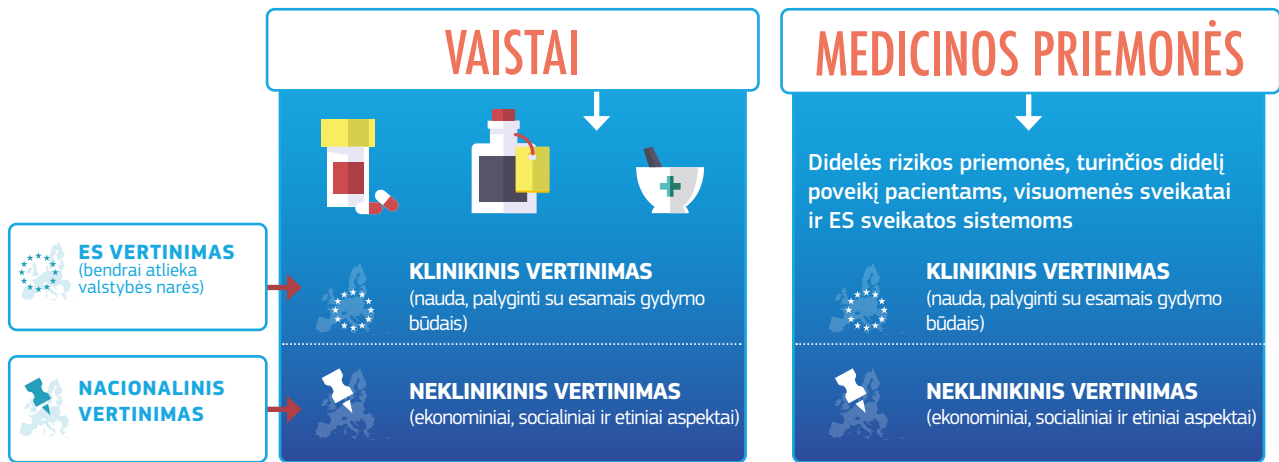 VAISTAI
MEDICINOS PRIEMONĖS
Didelės rizikos priemonės, turinčios didelį
poveikį pacientams, visuomenės sveikatai
ir ES sveikatos sistemoms
ES VERTINIMAS
(bendrai atlieka
valstybės narės)
KLINIKINIS VERTINIMAS
(nauda, palyginti su esamais gydymo
būdais)
KLINIKINIS VERTINIMAS
(nauda, palyginti su esamais gydymo
būdais)
NACIONALINIS
VERTINIMAS
NEKLINIKINIS VERTINIMAS
(ekonominiai, socialiniai ir etiniai aspektai)
NEKLINIKINIS VERTINIMAS
(ekonominiai, socialiniai ir etiniai aspektai)